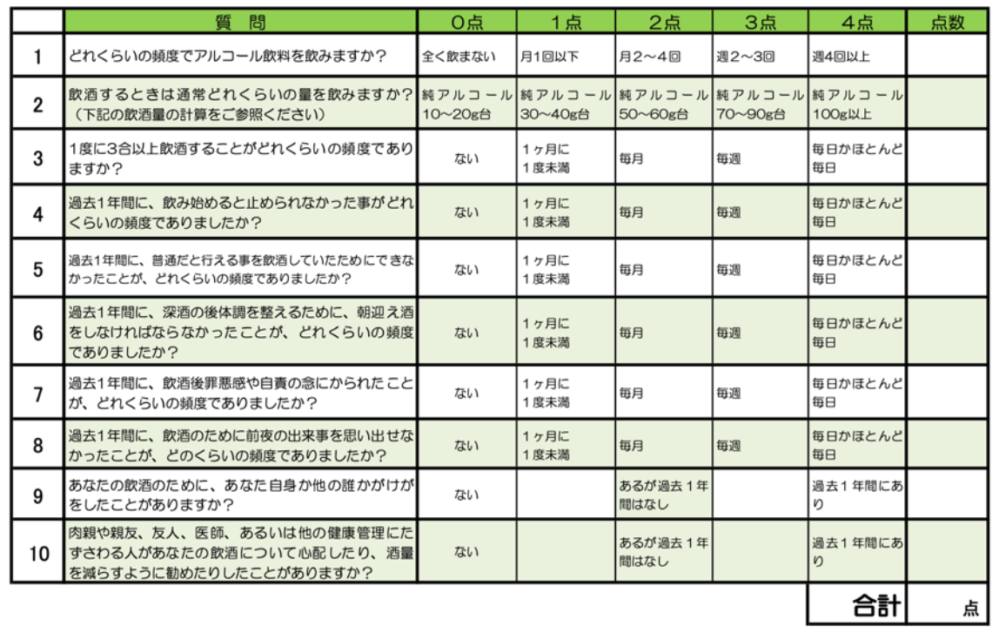 質　問 ０点 １点 ２点 ３点 ４点 点数
1 どれくらいの頻度でアルコール飲料を飲みますか？ 全く飲まない 月1回以下 月２～４回 週２～３回 週４回以上
2 飲酒するときは通常どれくらいの量を飲みますか？ 純アルコール 純アルコール 純アルコール 純アルコール 純アルコール
（下記の飲酒量の計算をご参照ください） 10～20g台 30～40g台 50～60g台 70～90g台 100g以上
3 １度に３合以上飲酒することがどれくらいの頻度であり ない １ヶ月に 毎月 毎週 毎日かほとんど
ますか？ １度未満 毎日
4 過去１年間に、飲み始めると止められなかった事がどれ ない １ヶ月に 毎月 毎週 毎日かほとんど
くらいの頻度でありましたか？ １度未満 毎日
5 過去１年間に、普通だと行える事を飲酒していたためにできな ない １ヶ月に 毎月 毎週 毎日かほとんど
かったことが、どれくらいの頻度でありましたか？ １度未満 毎日
6 過去１年間に、深酒の後体調を整えるために、朝迎え酒 ない １ヶ月に 毎月 毎週 毎日かほとんど
をしなければならなかったことが、どれくらいの頻度 １度未満 毎日
でありましたか？
7 過去１年間に、飲酒後罪悪感や自責の念にかられたこと ない １ヶ月に 毎月 毎週 毎日かほとんど
が、どれくらいの頻度でありましたか？ １度未満 毎日
8 過去１年間に、飲酒のために前夜の出来事を思い出せな ない １ヶ月に 毎月 毎週 毎日かほとんど
かったことが、どのくらいの頻度でありましたか？ １度未満 毎日
9 あなたの飲酒のために、あなた自身か他の誰かがけが ない あるが過去１年 過去１年間にあ
をしたことがありますか？ 間はなし り
10 肉親や親友、友人、医師、あるいは他の健康管理にた ない あるが過去１年 過去１年間にあ
ずさわる人があなたの飲酒について心配したり、酒量 間はなし り
を減らすように勧めたりしたことがありますか？
合計 点